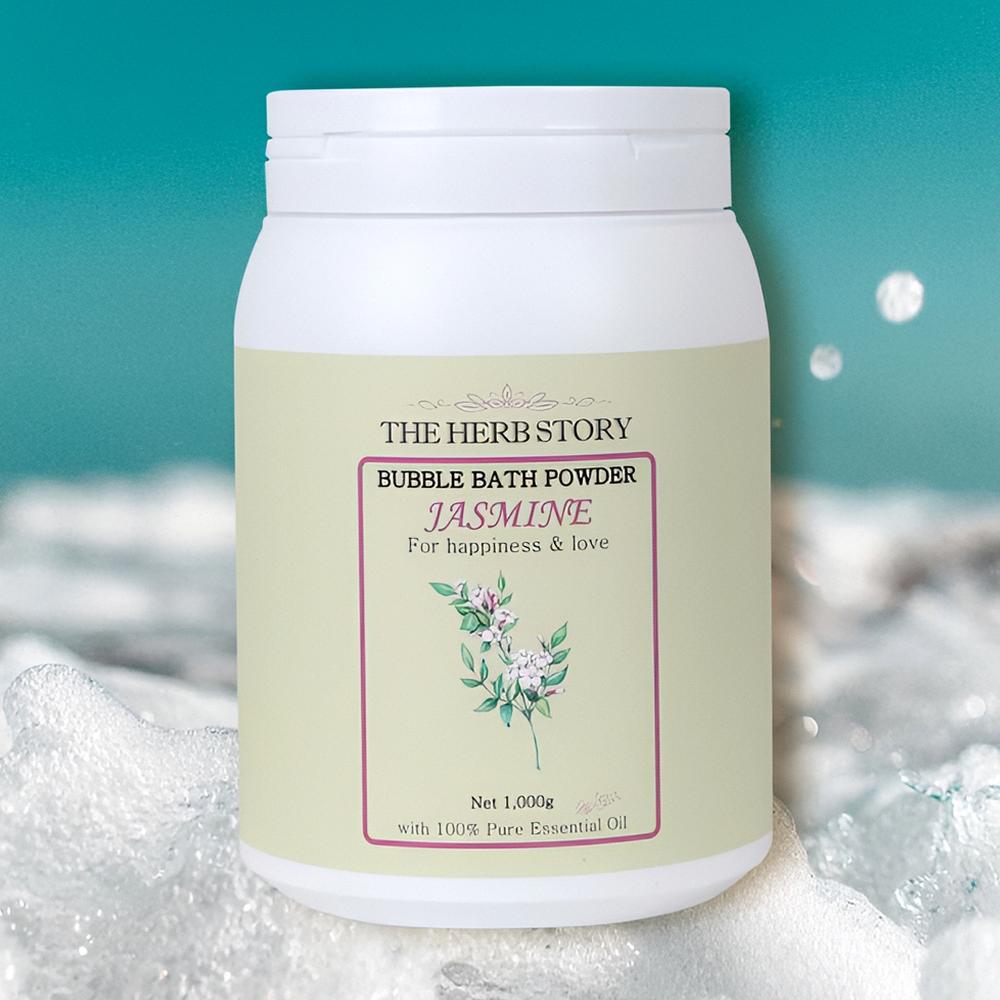 THE HERB STORY
BUBBLE BATH POWDER
JASMINE
For happiness & love
Net 1,000g
with 100% Pure Essential Oil